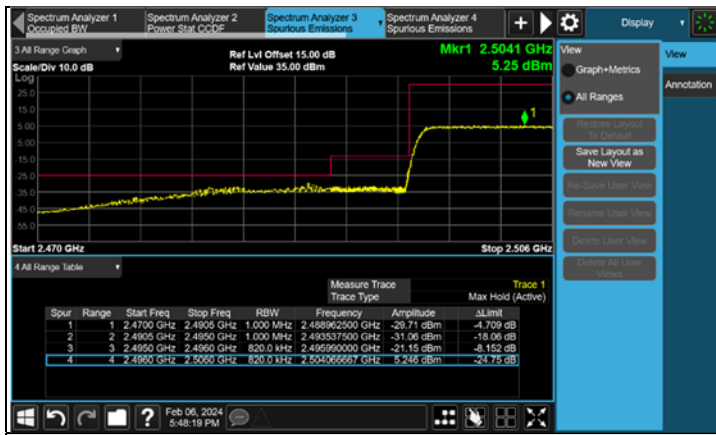 Spectrum Analyzer 1
Occupied BW
Spectrum Analyzer 2
Power Stat CCDF
Spectrum Analyzer 3
Spurious Emissions
Spectrum Analyzer 4
Spurious Emissions
+
Display
3 All Range Graph
Scale/Div 10.0 dB
Ref Lvl Offset 15.00 dB
Ref Value 35.00 dBm
Mkr1 2.5041 GHz
5.25 dBm
Log
25.0
15.0
5.00
-5.00
-15.0
-25.0
-35.0
-45.0
-55.0
1
Start 2.470 GHz
Stop 2.506 GHz
View
Graph+Metrics
All Ranges
Restore Layout
To Default
Save Layout as
New View
Re-Save User View
Rename User View
Delete User View
Delete All User
Views
View
Annotation
4 All Range Table
Measure Trace Trace 1
Trace Type Max Hold (Active)
Spur Range Start Freq Stop Freq RBW Frequency Amplitude ΔLimit
1 1 2.4700 GHz 2.4905 GHz 1.000 MHz 2.488962500 GHz -29.71 dBm -4.709 dB
2 2 2.4905 GHz 2.4950 GHz 1.000 MHz 2.493537500 GHz -31.06 dBm -18.06 dB
3 3 2.4950 GHz 2.4960 GHz 820.0 kHz 2.495990000 GHz -21.15 dBm -8.152 dB
4 4 2.4960 GHz 2.5060 GHz 820.0 kHz 2.504066667 GHz 5.246 dBm -24.75 dB
?
Feb 06, 2024
5:48:19 PM